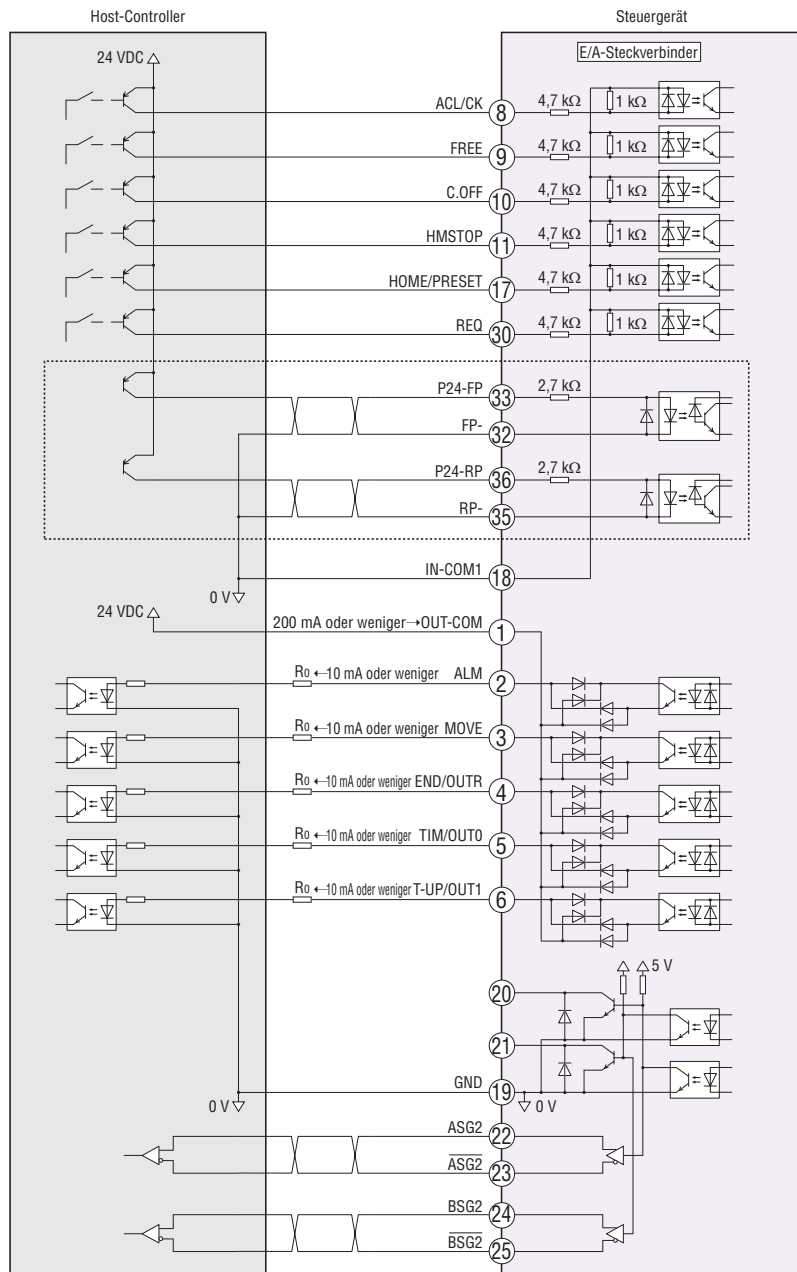 Host-Controller
Steuergerät
E/A-Steckverbinder
24 VDC
ACL/CK
8
4,7 kΩ
1 kΩ
FREE
9
4,7 kΩ
1 kΩ
C.OFF
10
4,7 kΩ
1 kΩ
HMSTOP
11
4,7 kΩ
1 kΩ
HOME/PRESET
17
4,7 kΩ
1 kΩ
REQ
30
4,7 kΩ
1 kΩ
P24-FP
33
2,7 kΩ
FP-
32
P24-RP
36
2,7 kΩ
RP-
35
IN-COM1
18
0 V
24 VDC
200 mA oder weniger→OUT-COM
1
R0 ←10 mA oder weniger ALM
2
R0 ←10 mA oder weniger MOVE
3
R0 ←10 mA oder weniger END/OUTR
4
R0 ←10 mA oder weniger TIM/OUT0
5
R0 ←10 mA oder weniger T-UP/OUT1
6
5 V
20
21
GND
19
0 V
0 V
ASG2
22
A̅S̅G̅2̅
23
BSG2
24
B̅S̅G̅2̅
25